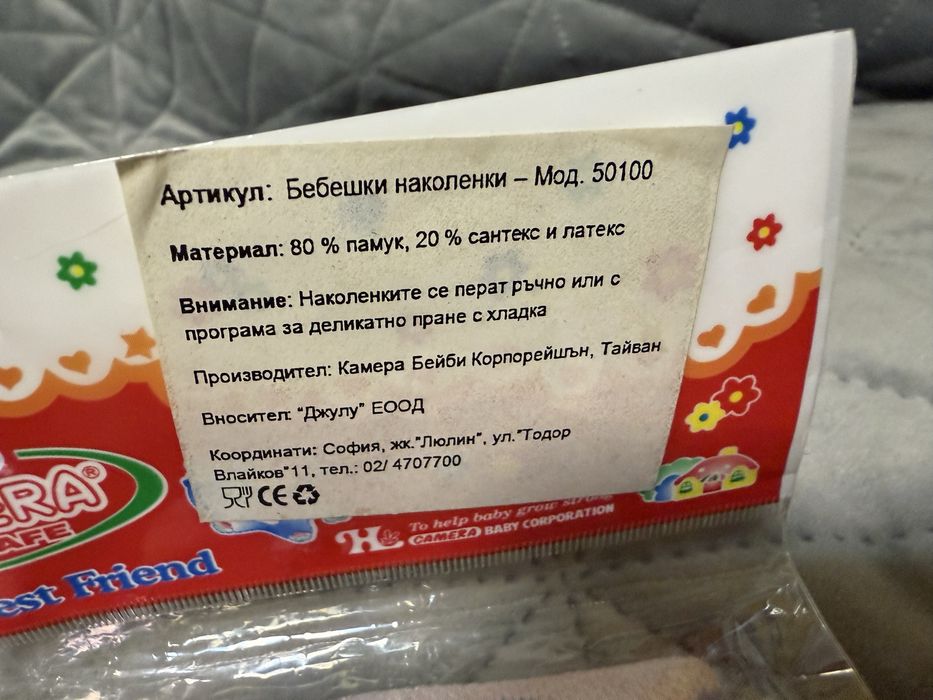 Артикул: Бебешки наколенки – Мод. 50100
Материал: 80 % памук, 20 % сантекс и латекс
Внимание: Наколенките се перат ръчно или с
програма за деликатно пране с хладка
Производител: Камера Бейби Корпорейшън, Тайван
Вносител: "Джулу" ЕООД
Координати: София, жк."Люлин", ул."Тодор
Влайков"11, тел.: 02/ 4707700
CE
ERA®
AFE
est Friend
H
To help baby grow strong
CAMERA BABY CORPORATION